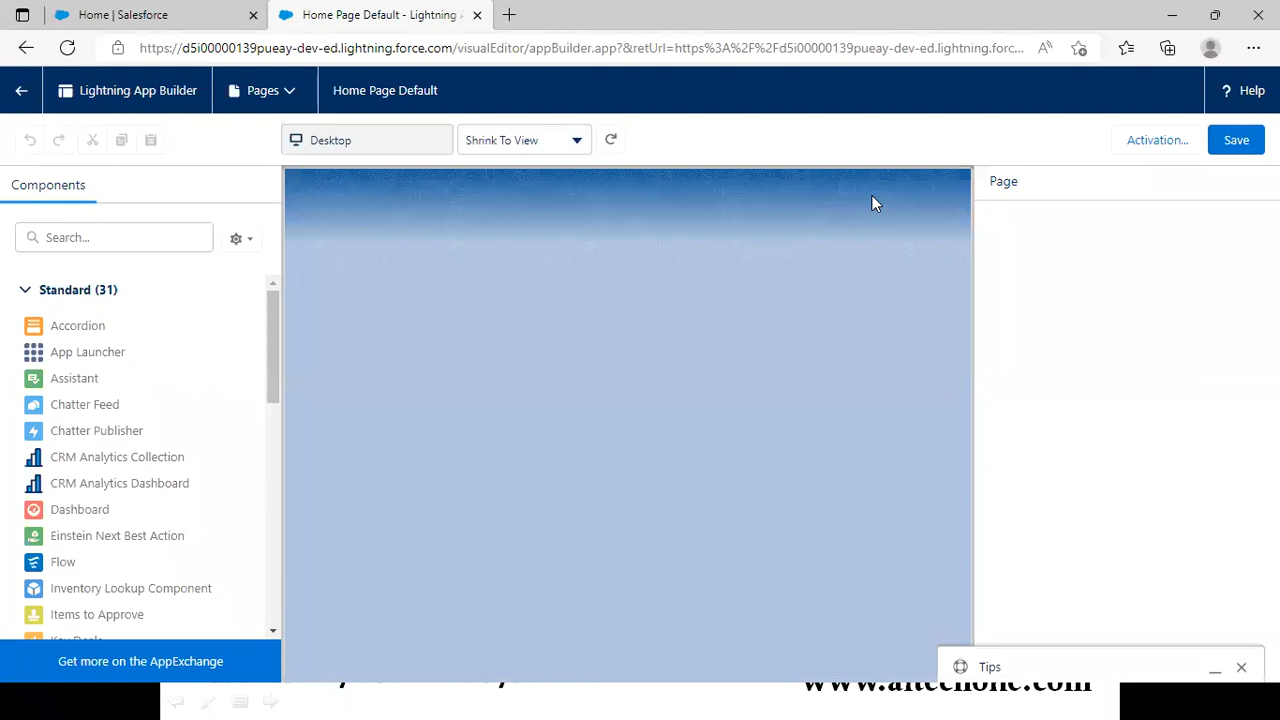 Home | Salesforce
Home Page Default - Lightning
https://d5i00000139pueay-dev-ed.lightning.force.com/visualEditor/appBuilder.app?&retUrl=https%3A%2F%2Fd5i00000139pueay-dev-ed.lightning.forc...
Lightning App Builder
Pages
Home Page Default
? Help
Desktop
Shrink To View
Activation...
Save
Components
Page
Search...
Standard (31)
Accordion
App Launcher
Assistant
Chatter Feed
Chatter Publisher
CRM Analytics Collection
CRM Analytics Dashboard
Dashboard
Einstein Next Best Action
Flow
Inventory Lookup Component
Items to Approve
Key Deals
Get more on the AppExchange
Tips